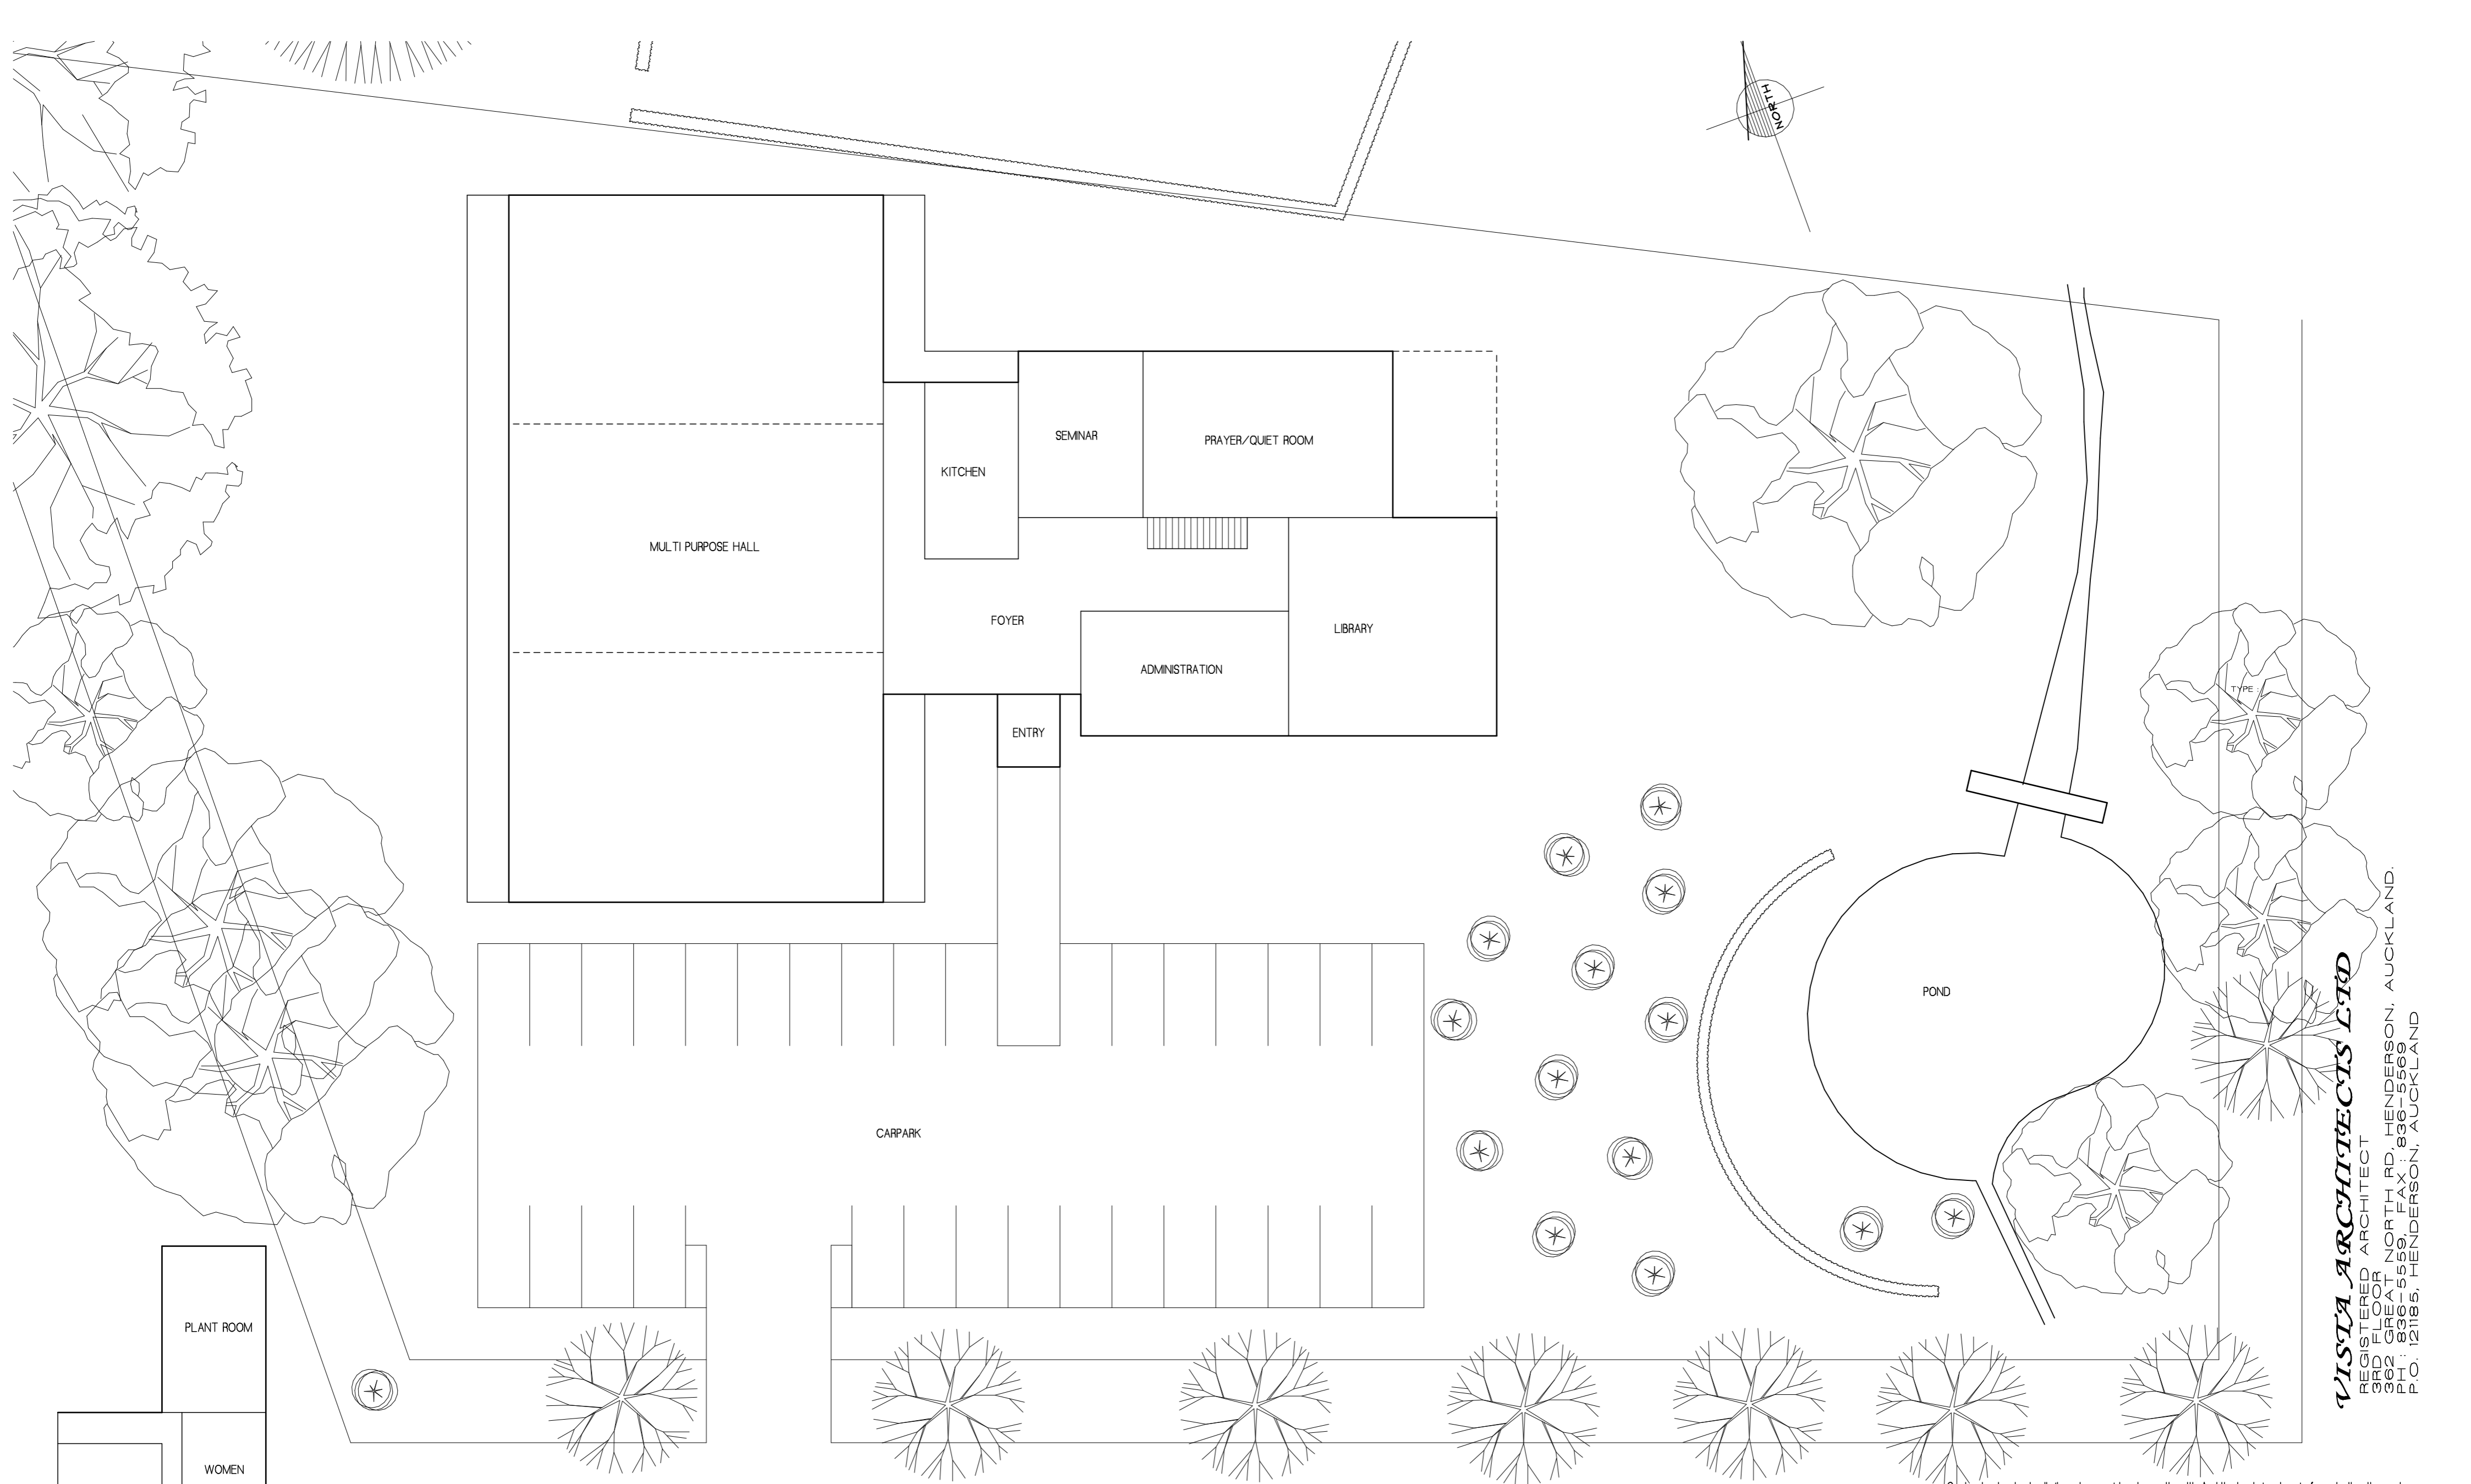 NORTH
SEMINAR
PRAYER/QUIET ROOM
KITCHEN
MULTI PURPOSE HALL
FOYER
LIBRARY
ADMINISTRATION
TYPE :
ENTRY
POND
CARPARK
PLANT ROOM
WOMEN
VISTA ARCHITECTS LTD
REGISTERED ARCHITECT
3RD FLOOR
362 GREAT NORTH RD, HENDERSON, AUCKLAND.
PH : 836-5559, FAX : 836-5569
P.O. 121185, HENDERSON, AUCKLAND